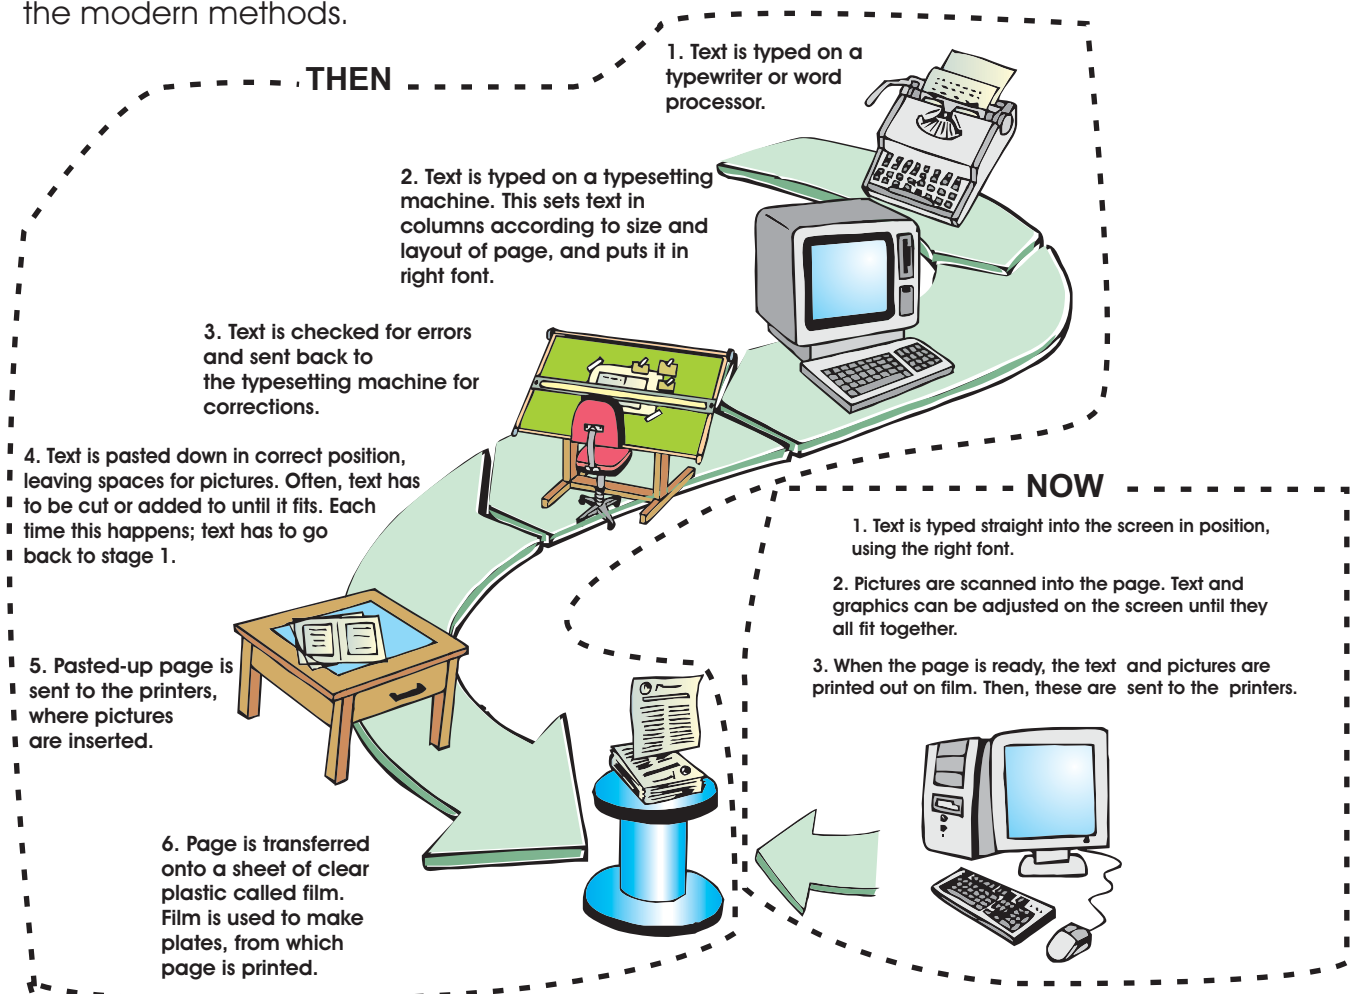 the modern methods.
THEN
1. Text is typed on a
typewriter or word
processor.
2. Text is typed on a typesetting
machine. This sets text in
columns according to size and
layout of page, and puts it in
right font.
3. Text is checked for errors
and sent back to
the typesetting machine for
corrections.
4. Text is pasted down in correct position,
leaving spaces for pictures. Often, text has
to be cut or added to until it fits. Each
time this happens; text has to go
back to stage 1.
5. Pasted-up page is
sent to the printers,
where pictures
are inserted.
6. Page is transferred
onto a sheet of clear
plastic called film.
Film is used to make
plates, from which
page is printed.
NOW
1. Text is typed straight into the screen in position,
using the right font.
2. Pictures are scanned into the page. Text and
graphics can be adjusted on the screen until they
all fit together.
3. When the page is ready, the text and pictures are
printed out on film. Then, these are sent to the printers.